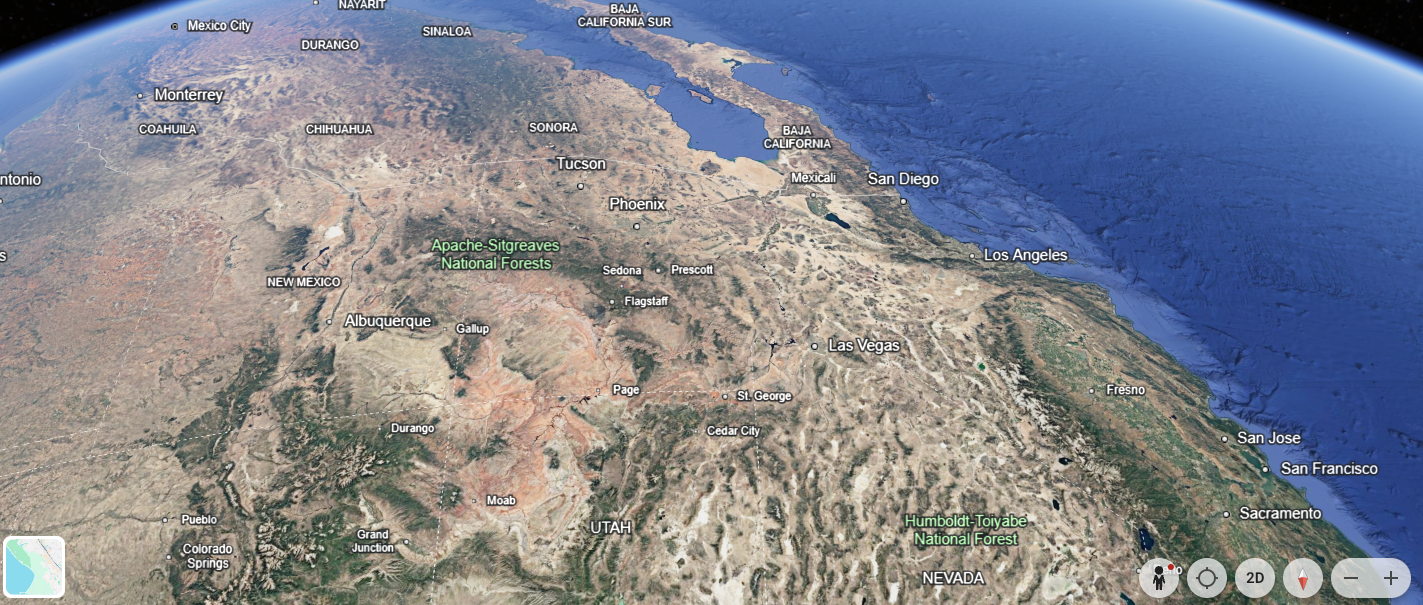 NAYARIT
BAJA
CALIFORNIA SUR
Mexico City
SINALOA
DURANGO
Monterrey
COAHUILA
CHIHUAHUA
SONORA
BAJA
CALIFORNIA
Tucson
ntonio
Mexicali
San Diego
Phoenix
Apache-Sitgreaves
National Forests
s
Los Angeles
Sedona
Prescott
NEW MEXICO
Flagstaff
Albuquerque
Gallup
Las Vegas
Page
St. George
Fresno
Durango
Cedar City
San Jose
San Francisco
Moab
Pueblo
UTAH
Humboldt-Toiyabe
National Forest
Sacramento
Grand
Junction
Colorado
Springs
NEVADA
2D